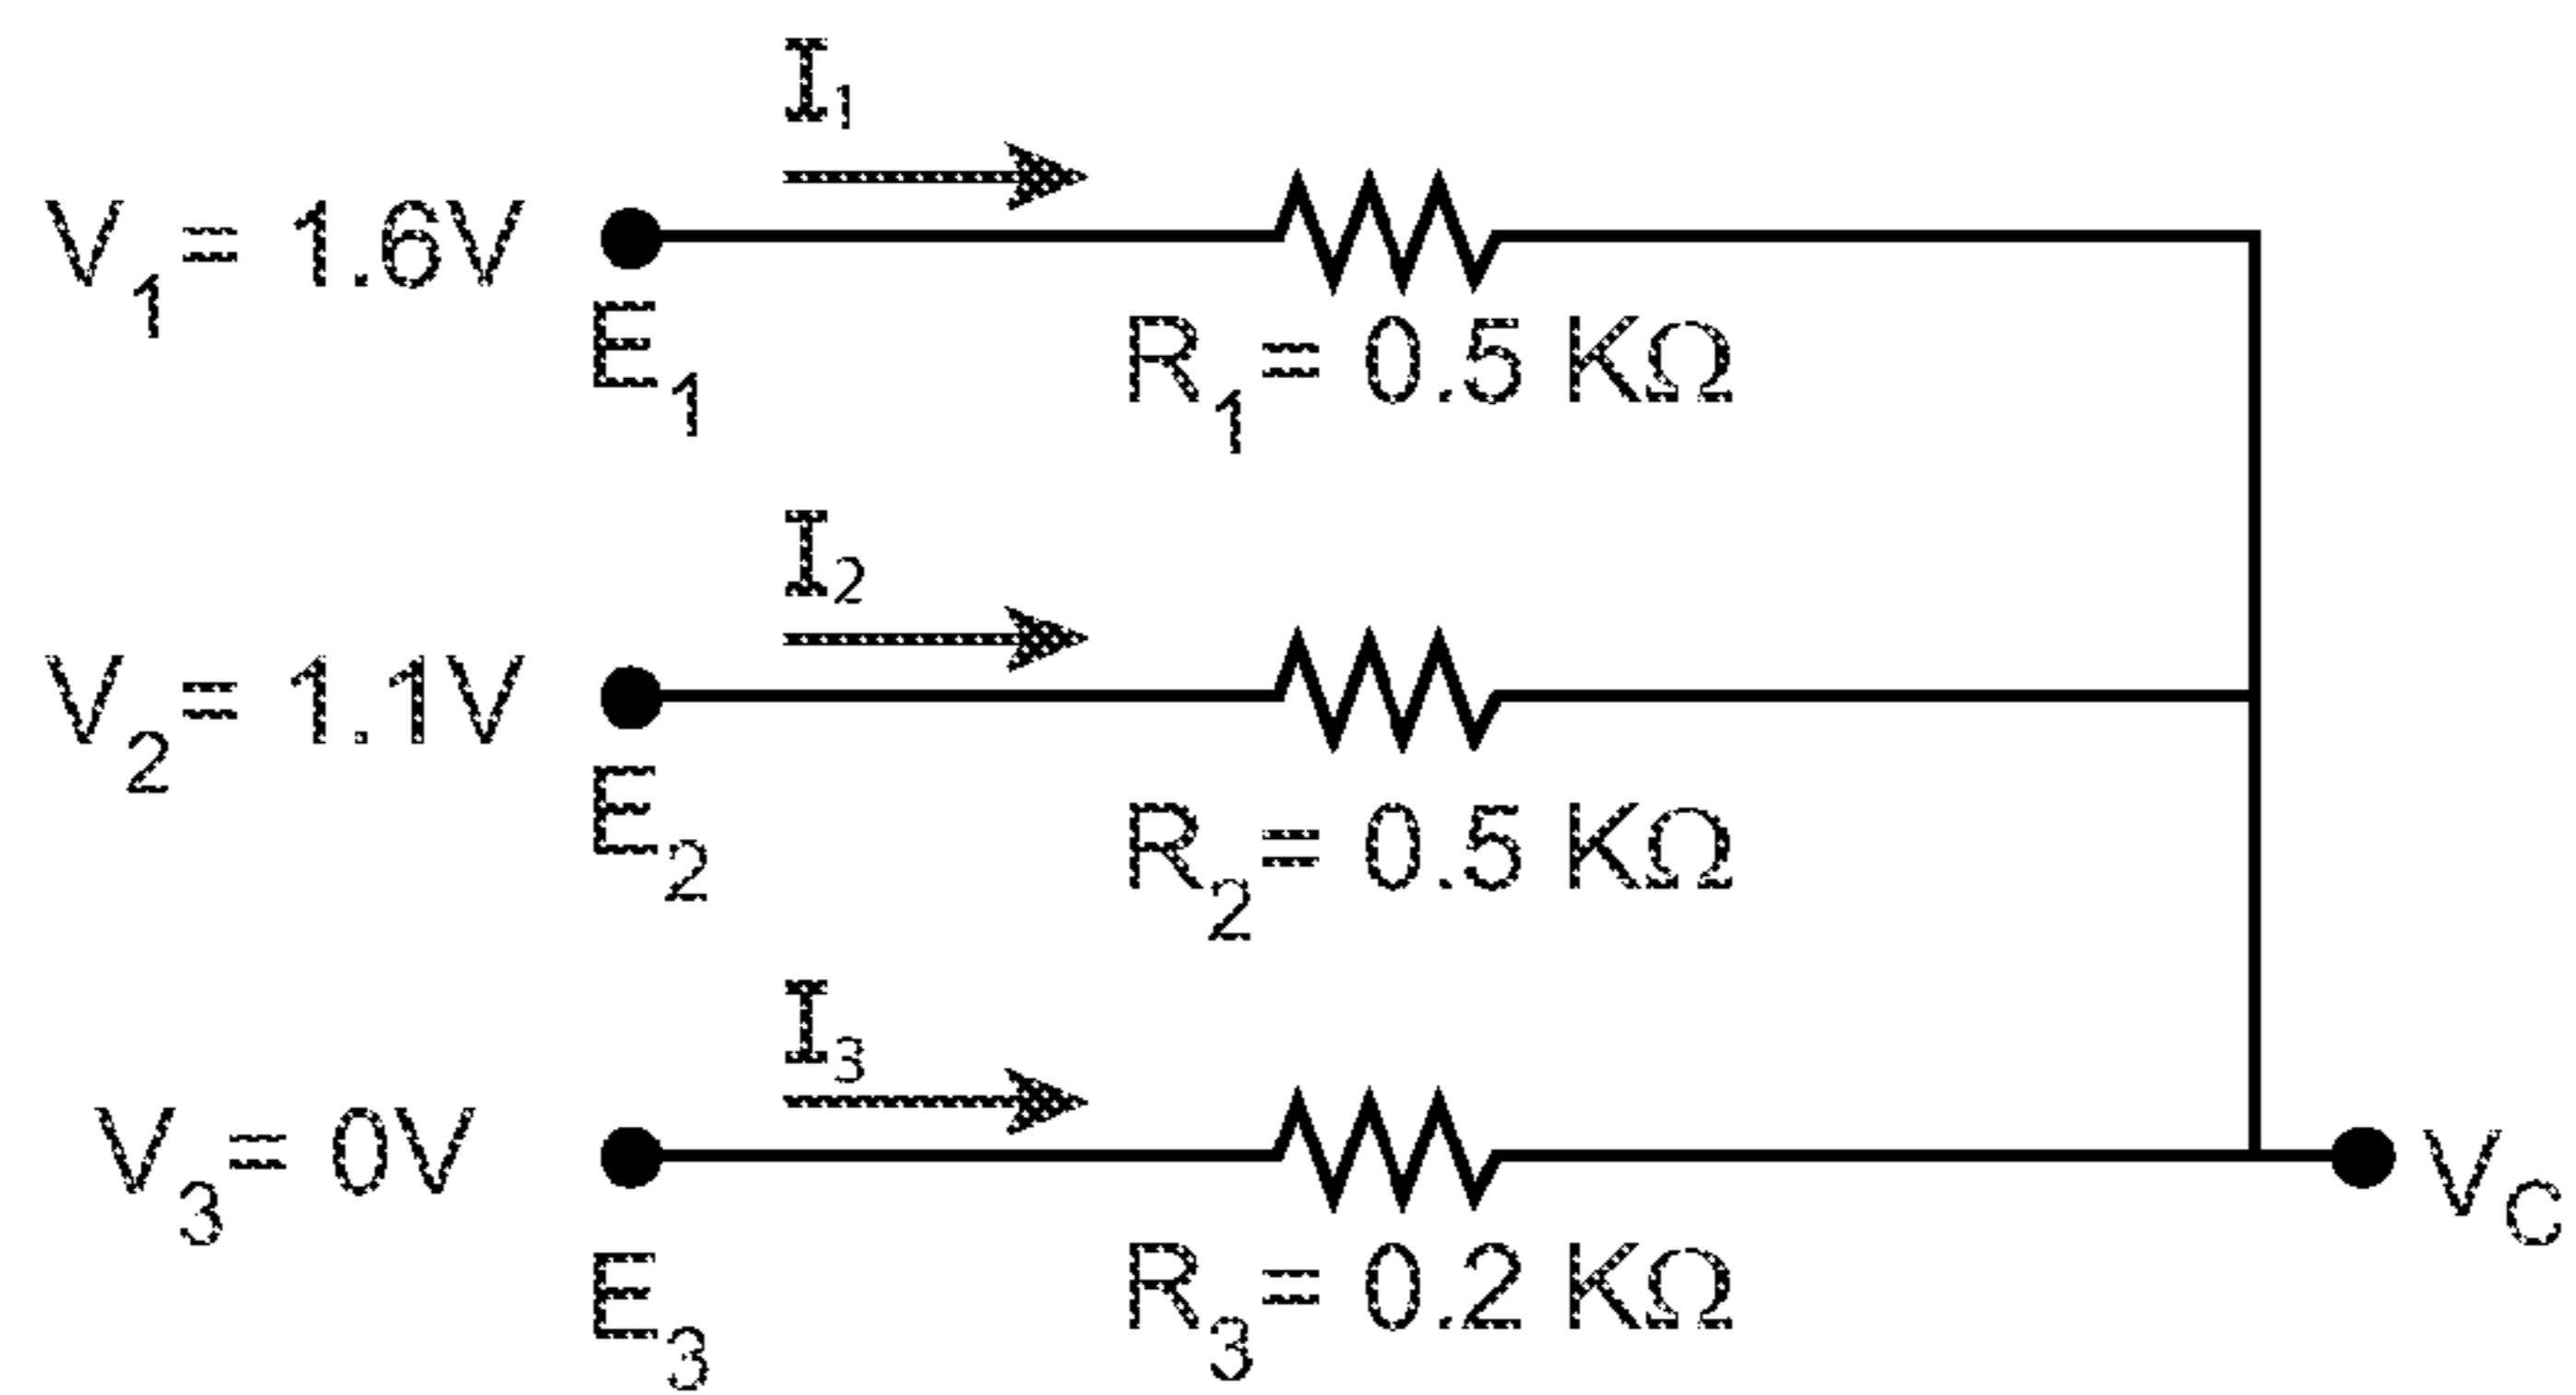 I₁
V₁ = 1.6V
E₁
R₁ = 0.5 KΩ
I₂
V₂ = 1.1V
E₂
R₂ = 0.5 KΩ
I₃
V₃ = 0V
E₃
R₃ = 0.2 KΩ
V_C